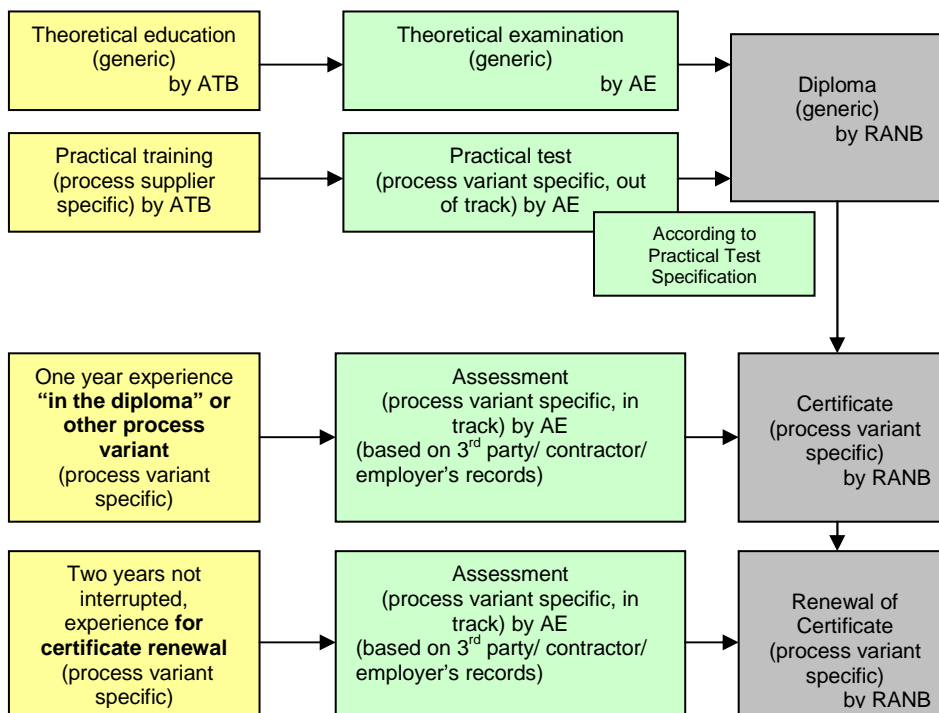 Theoretical education
(generic)
by ATB
Theoretical examination
(generic)
by AE
Diploma
(generic)
by RANB
Practical training
(process supplier
specific) by ATB
Practical test
(process variant specific, out
of track) by AE
According to
Practical Test
Specification
One year experience
“in the diploma” or
other process
variant
(process variant
specific)
Assessment
(process variant specific, in
track) by AE
(based on 3rd party/ contractor/
employer’s records)
Certificate
(process variant
specific)
by RANB
Two years not
interrupted,
experience for
certificate renewal
(process variant
specific)
Assessment
(process variant specific, in
track) by AE
(based on 3rd party/ contractor/
employer’s records)
Renewal of
Certificate
(process variant
specific)
by RANB